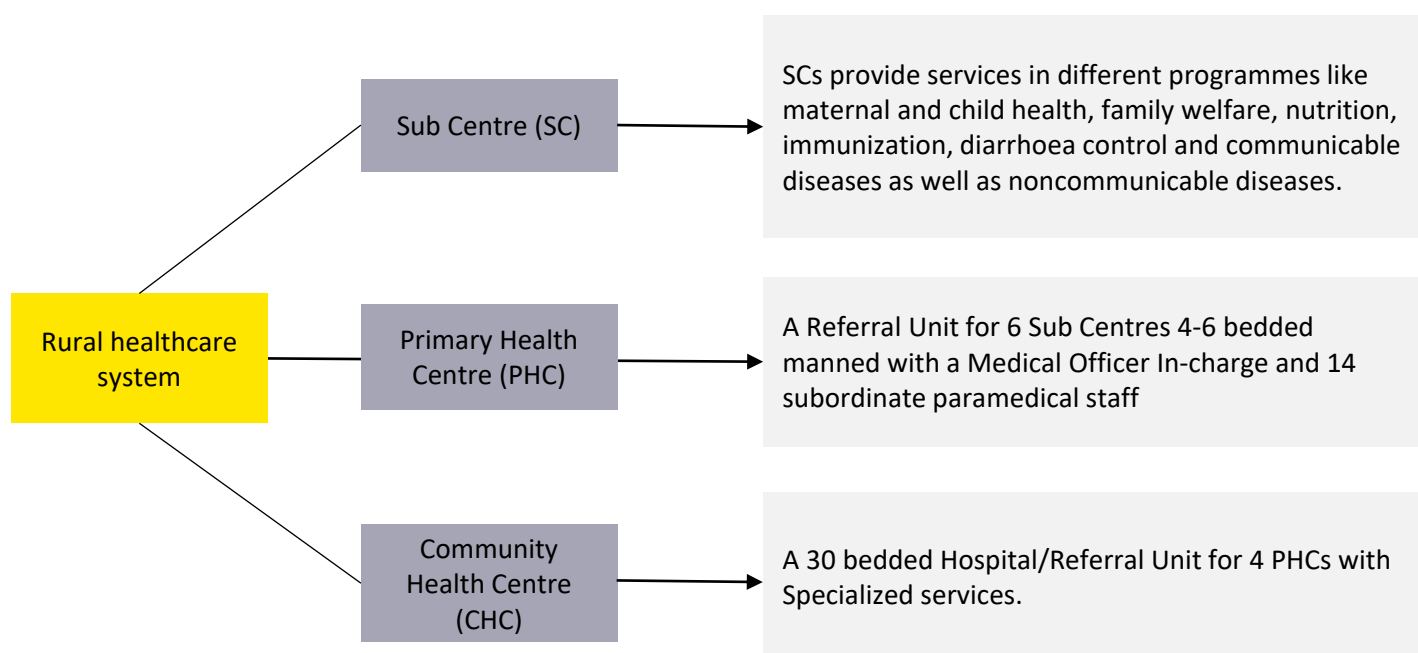 Rural healthcare
system
Sub Centre (SC)
SCs provide services in different programmes like
maternal and child health, family welfare, nutrition,
immunization, diarrhoea control and communicable
diseases as well as noncommunicable diseases.
Primary Health
Centre (PHC)
A Referral Unit for 6 Sub Centres 4-6 bedded
manned with a Medical Officer In-charge and 14
subordinate paramedical staff
Community
Health Centre
(CHC)
A 30 bedded Hospital/Referral Unit for 4 PHCs with
Specialized services.